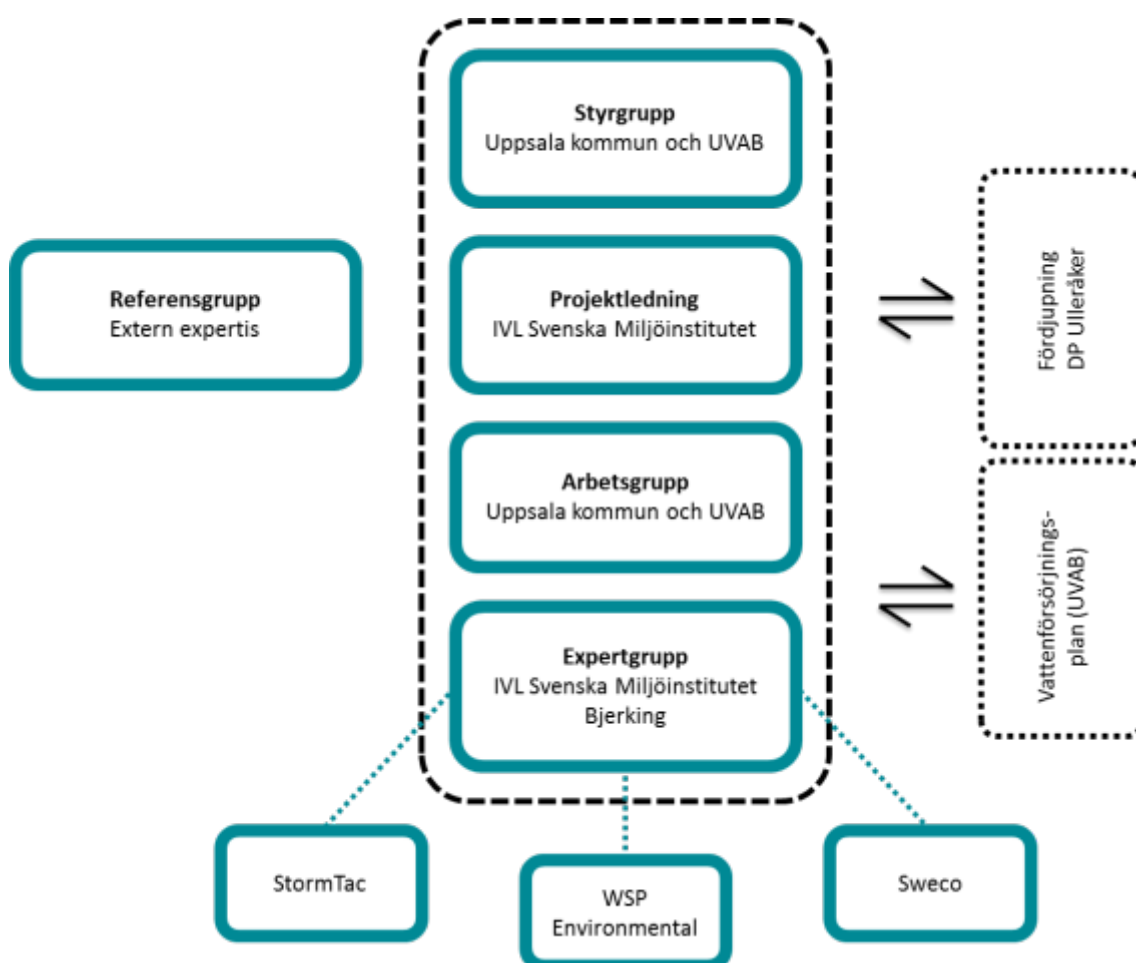 Styrgrupp
Uppsala kommun och UVAB
Referensgrupp
Extern expertis
Projektledning
IVL Svenska Miljöinstitutet
Fördjupning
DP Ulleråker
Arbetsgrupp
Uppsala kommun och UVAB
Vattenförsörjnings-
plan (UVAB)
Expertgrupp
IVL Svenska Miljöinstitutet
Bjerking
StormTac
WSP
Environmental
Sweco